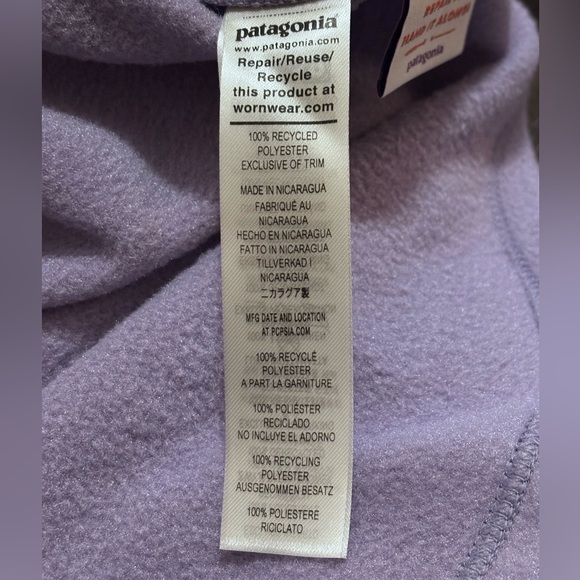 patagonia
www.patagonia.com
Repair/Reuse/
Recycle
this product at
wornwear.com
100% RECYCLED
POLYESTER
EXCLUSIVE OF TRIM
MADE IN NICARAGUA
FABRIQUÉ AU
NICARAGUA
HECHO EN NICARAGUA
FATTO IN NICARAGUA
TILLVERKAD I
NICARAGUA
ニカラグア製
MFG DATE AND LOCATION
AT PCPSIA.COM
100% RECYCLÉ
POLYESTER
A PART LA GARNITURE
100% POLIÉSTER
RECICLADO
NO INCLUYE EL ADORNO
100% RECYCLING
POLYESTER
AUSGENOMMEN BESATZ
100% POLIESTERE
RICICLATO
HAND IT ALONG
patagonia